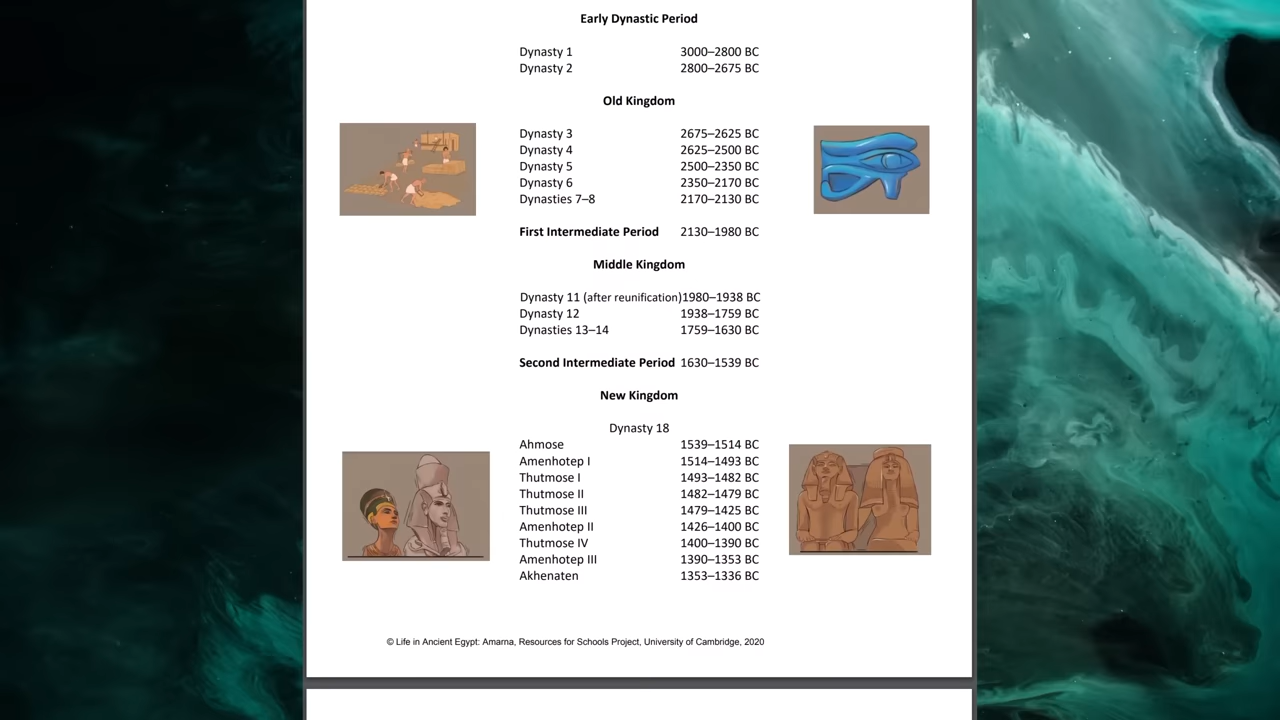 Early Dynastic Period
Dynasty 1 3000–2800 BC
Dynasty 2 2800–2675 BC
Old Kingdom
Dynasty 3 2675–2625 BC
Dynasty 4 2625–2500 BC
Dynasty 5 2500–2350 BC
Dynasty 6 2350–2170 BC
Dynasties 7–8 2170–2130 BC
First Intermediate Period 2130–1980 BC
Middle Kingdom
Dynasty 11 (after reunification)1980–1938 BC
Dynasty 12 1938–1759 BC
Dynasties 13–14 1759–1630 BC
Second Intermediate Period 1630–1539 BC
New Kingdom
Dynasty 18
Ahmose 1539–1514 BC
Amenhotep I 1514–1493 BC
Thutmose I 1493–1482 BC
Thutmose II 1482–1479 BC
Thutmose III 1479–1425 BC
Amenhotep II 1426–1400 BC
Thutmose IV 1400–1390 BC
Amenhotep III 1390–1353 BC
Akhenaten 1353–1336 BC
© Life in Ancient Egypt: Amarna, Resources for Schools Project, University of Cambridge, 2020